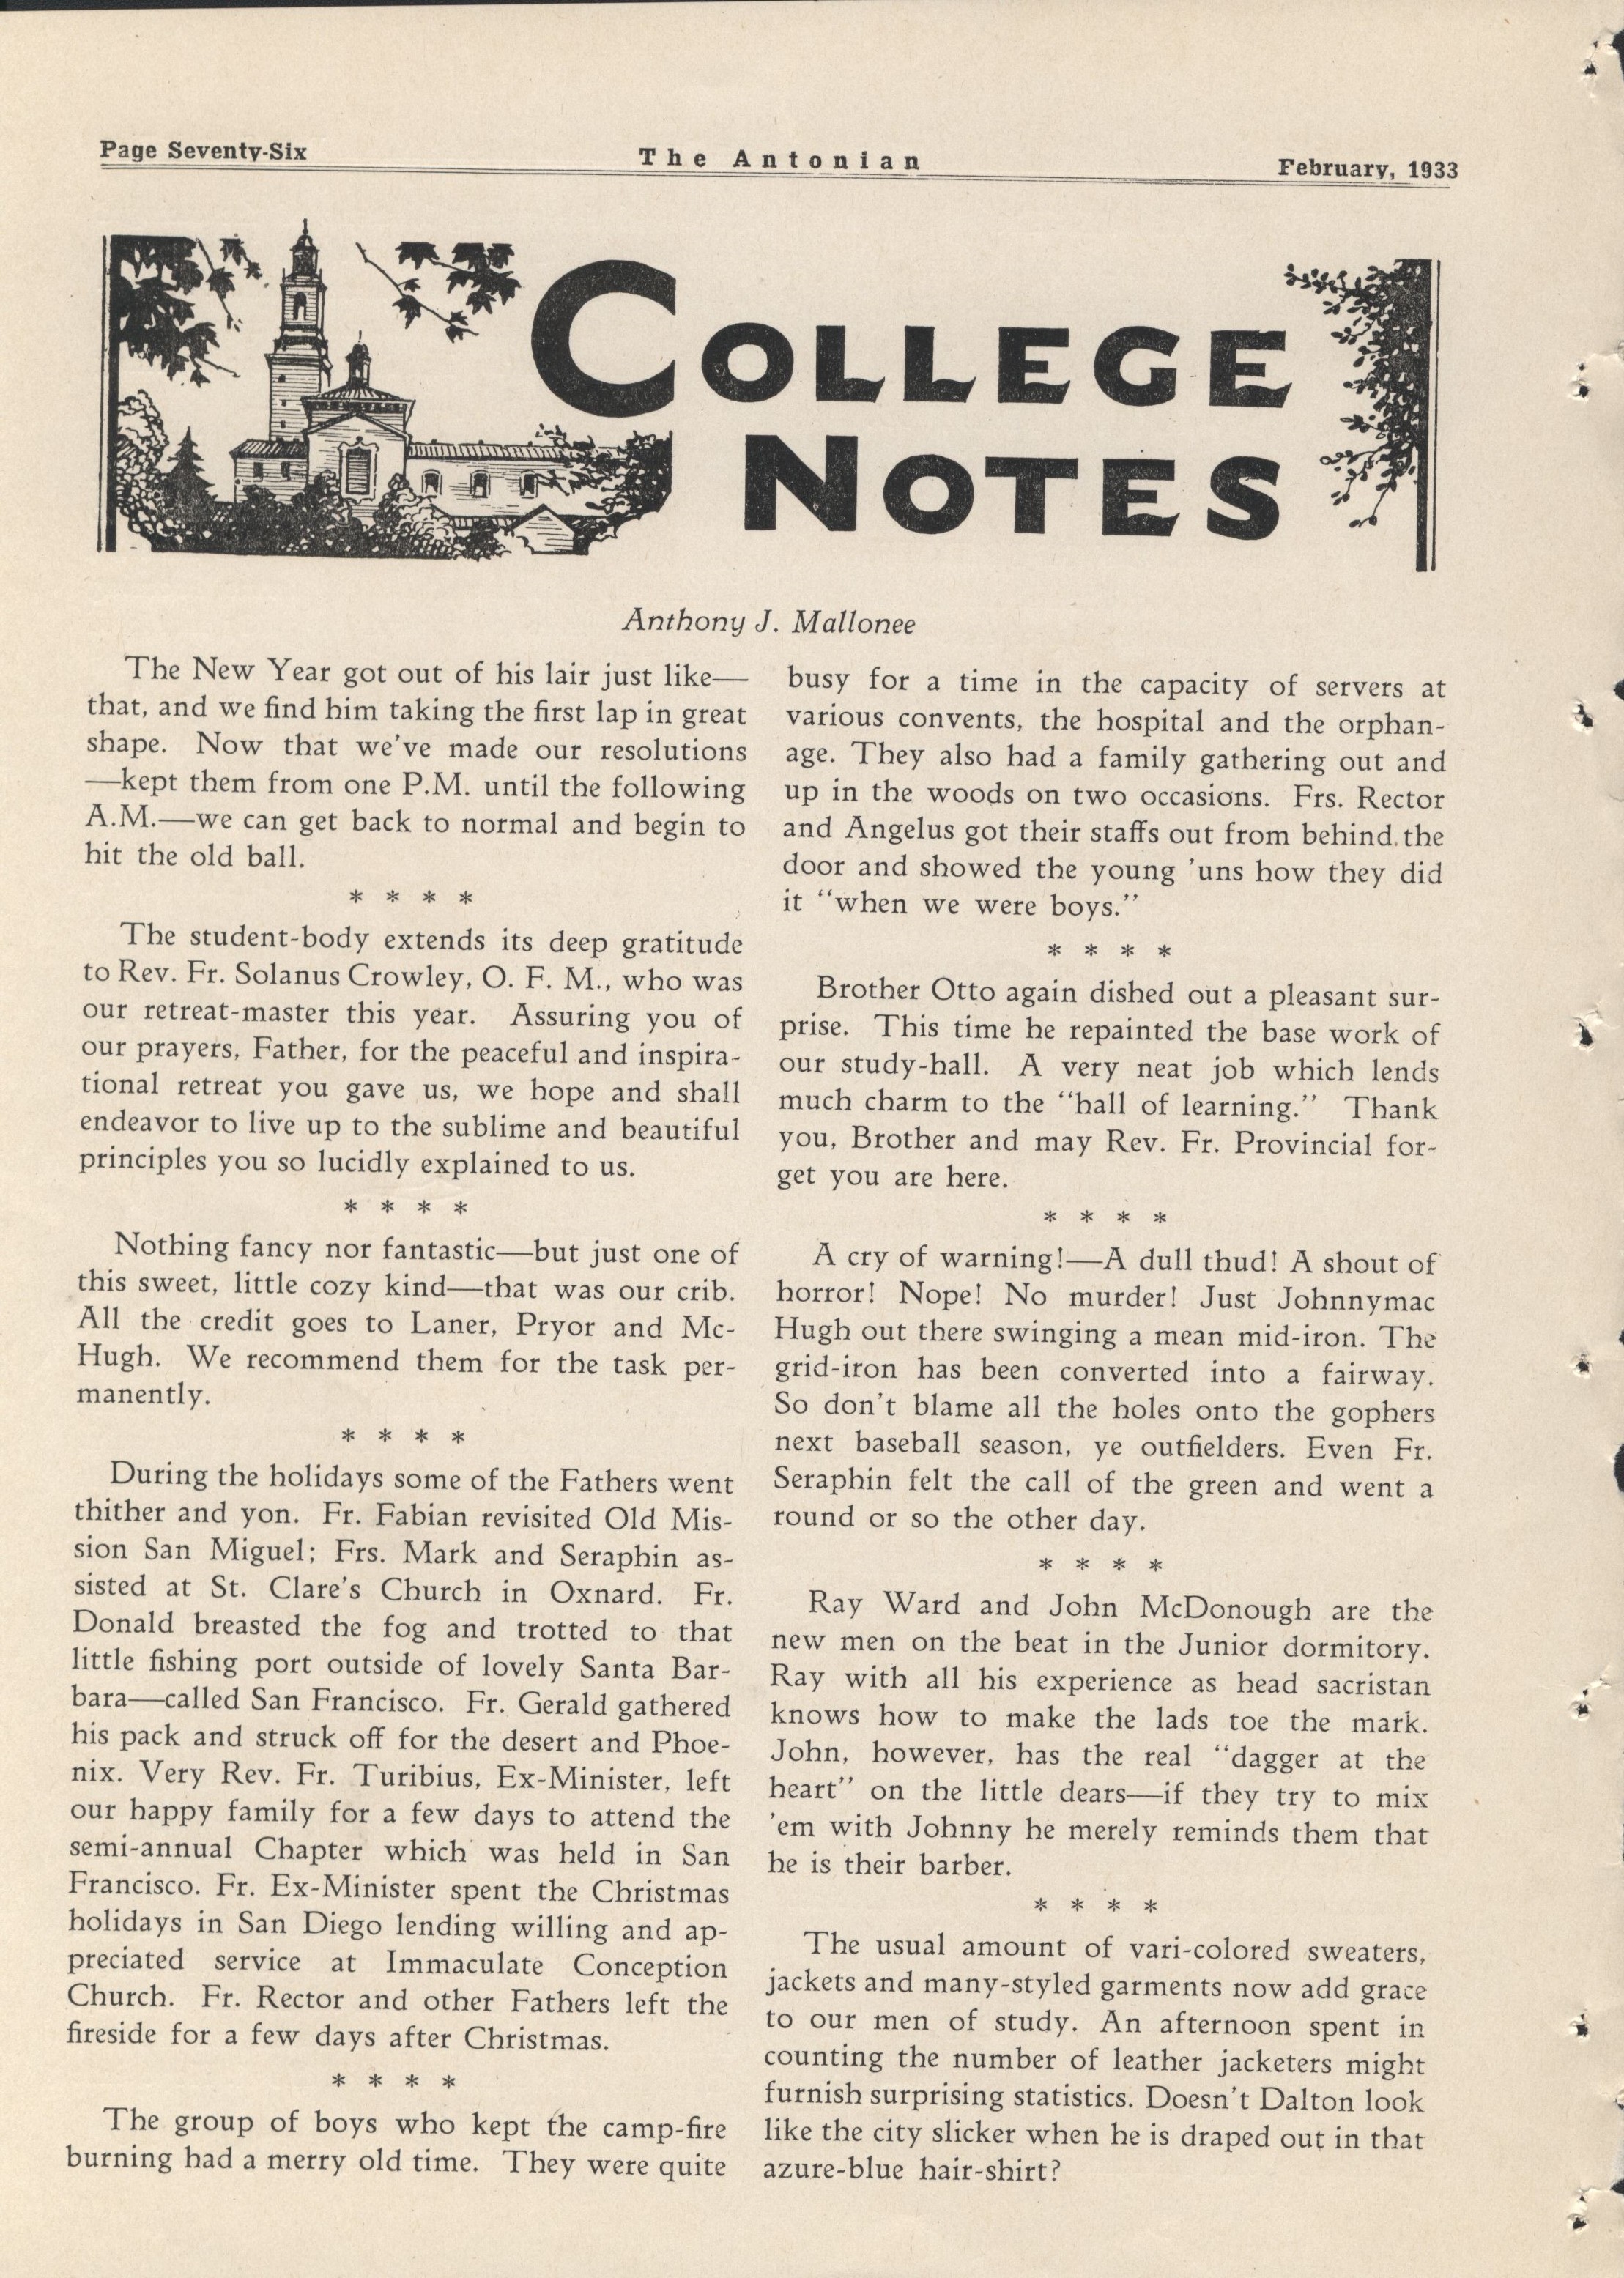 Page Seventy-Six
The Antonian
February, 1933
COLLEGE
NOTES
Anthony J. Mallonee
The New Year got out of his lair just like—
that, and we find him taking the first lap in great
shape. Now that we've made our resolutions
—kept them from one P.M. until the following
A.M.—we can get back to normal and begin to
hit the old ball.
* * * *
The student-body extends its deep gratitude
to Rev. Fr. Solanus Crowley, O. F. M., who was
our retreat-master this year. Assuring you of
our prayers, Father, for the peaceful and inspira-
tional retreat you gave us, we hope and shall
endeavor to live up to the sublime and beautiful
principles you so lucidly explained to us.
* * * *
Nothing fancy nor fantastic—but just one of
this sweet, little cozy kind—that was our crib.
All the credit goes to Laner, Pryor and Mc-
Hugh. We recommend them for the task per-
manently.
* * * *
During the holidays some of the Fathers went
thither and yon. Fr. Fabian revisited Old Mis-
sion San Miguel; Frs. Mark and Seraphin as-
sisted at St. Clare's Church in Oxnard. Fr.
Donald breasted the fog and trotted to that
little fishing port outside of lovely Santa Bar-
bara—called San Francisco. Fr. Gerald gathered
his pack and struck off for the desert and Phoe-
nix. Very Rev. Fr. Turibius, Ex-Minister, left
our happy family for a few days to attend the
semi-annual Chapter which was held in San
Francisco. Fr. Ex-Minister spent the Christmas
holidays in San Diego lending willing and ap-
preciated service at Immaculate Conception
Church. Fr. Rector and other Fathers left the
fireside for a few days after Christmas.
* * * *
The group of boys who kept the camp-fire
burning had a merry old time. They were quite
busy for a time in the capacity of servers at
various convents, the hospital and the orphan-
age. They also had a family gathering out and
up in the woods on two occasions. Frs. Rector
and Angelus got their staffs out from behind the
door and showed the young 'uns how they did
it "when we were boys."
* * * *
Brother Otto again dished out a pleasant sur-
prise. This time he repainted the base work of
our study-hall. A very neat job which lends
much charm to the "hall of learning." Thank
you, Brother and may Rev. Fr. Provincial for-
get you are here.
* * * *
A cry of warning!—A dull thud! A shout of
horror! Nope! No murder! Just Johnnymac
Hugh out there swinging a mean mid-iron. The
grid-iron has been converted into a fairway.
So don't blame all the holes onto the gophers
next baseball season, ye outfielders. Even Fr.
Seraphin felt the call of the green and went a
round or so the other day.
* * * *
Ray Ward and John McDonough are the
new men on the beat in the Junior dormitory.
Ray with all his experience as head sacristan
knows how to make the lads toe the mark.
John, however, has the real "dagger at the
heart" on the little dears—if they try to mix
'em with Johnny he merely reminds them that
he is their barber.
* * * *
The usual amount of vari-colored sweaters,
jackets and many-styled garments now add grace
to our men of study. An afternoon spent in
counting the number of leather jacketers might
furnish surprising statistics. Doesn't Dalton look
like the city slicker when he is draped out in that
azure-blue hair-shirt?